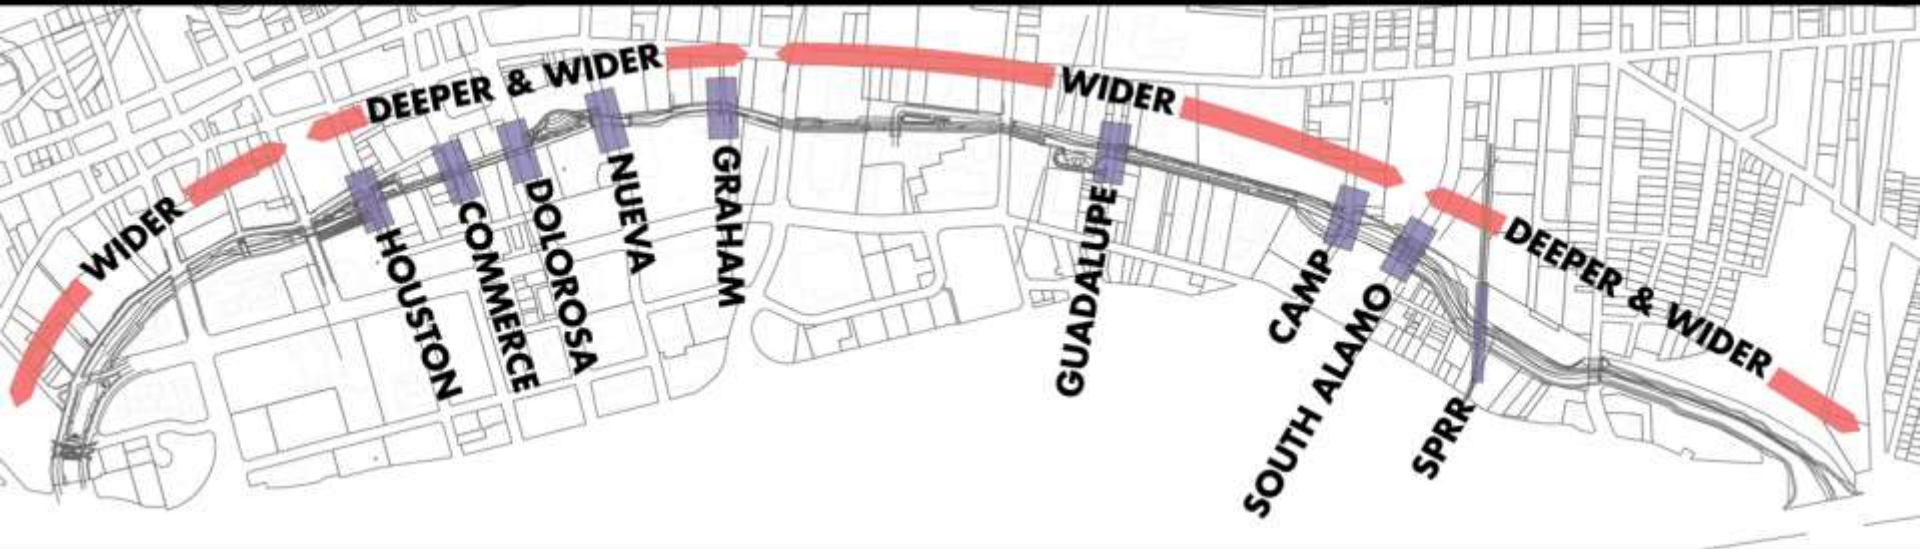 WIDER
DEEPER & WIDER
WIDER
DEEPER & WIDER
HOUSTON
COMMERCE
DOLOROSA
NUEVA
GRAHAM
GUADALUPE
CAMP
SOUTH ALAMO
SPRR